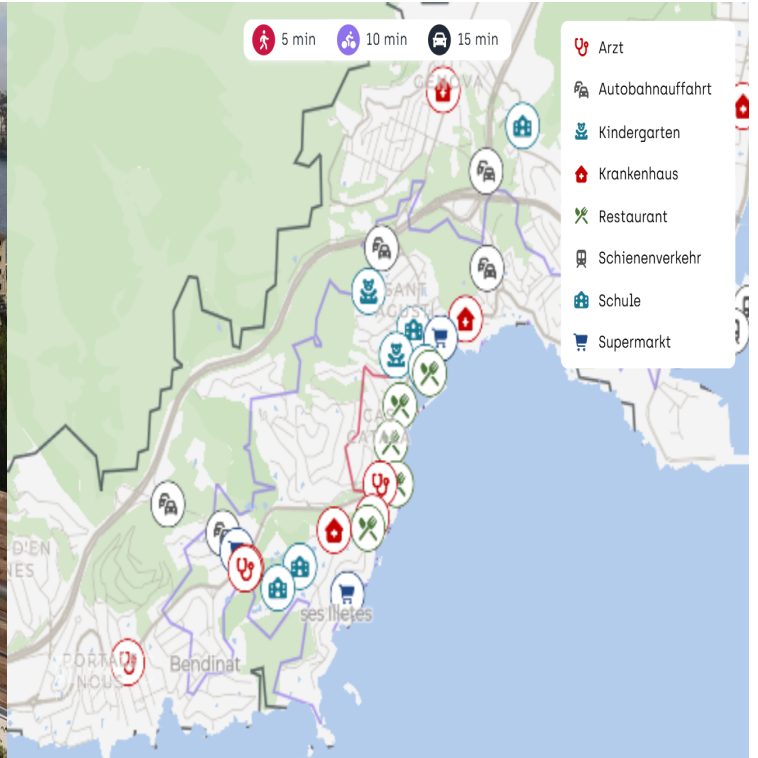 5 min
10 min
15 min
Arzt
Autobahnauffahrt
Kindergarten
Krankenhaus
Restaurant
Schienenverkehr
Schule
Supermarkt
GENOVA
SANT
AGUSTÍ
CAS
CATALÀ
D'EN
ses Illetes
Bendinat
PORTALS
NOUS